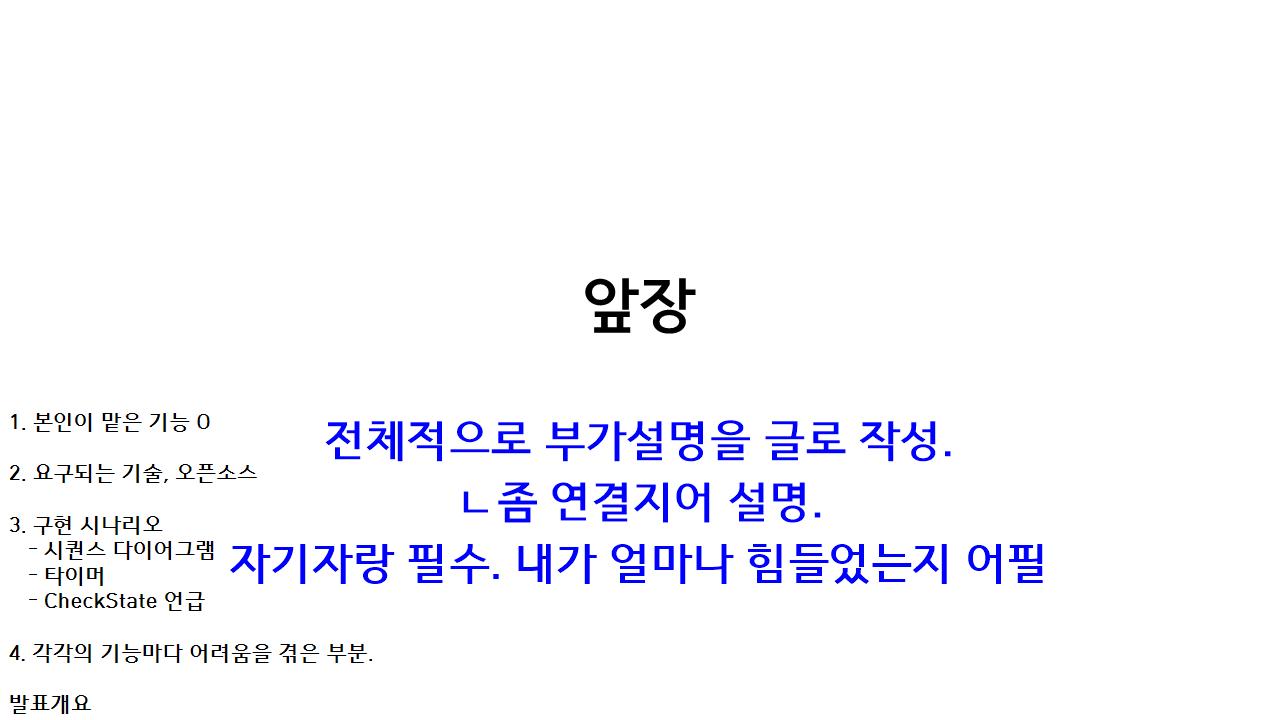 앞장
전체적으로 부가설명을 글로 작성.
ㄴ좀 연결지어 설명.
자기자랑 필수. 내가 얼마나 힘들었는지 어필
1. 본인이 맡은 기능 O
2. 요구되는 기술, 오픈소스
3. 구현 시나리오
- 시퀀스 다이어그램
- 타이머
- CheckState 언급
4. 각각의 기능마다 어려움을 겪은 부분.
발표개요